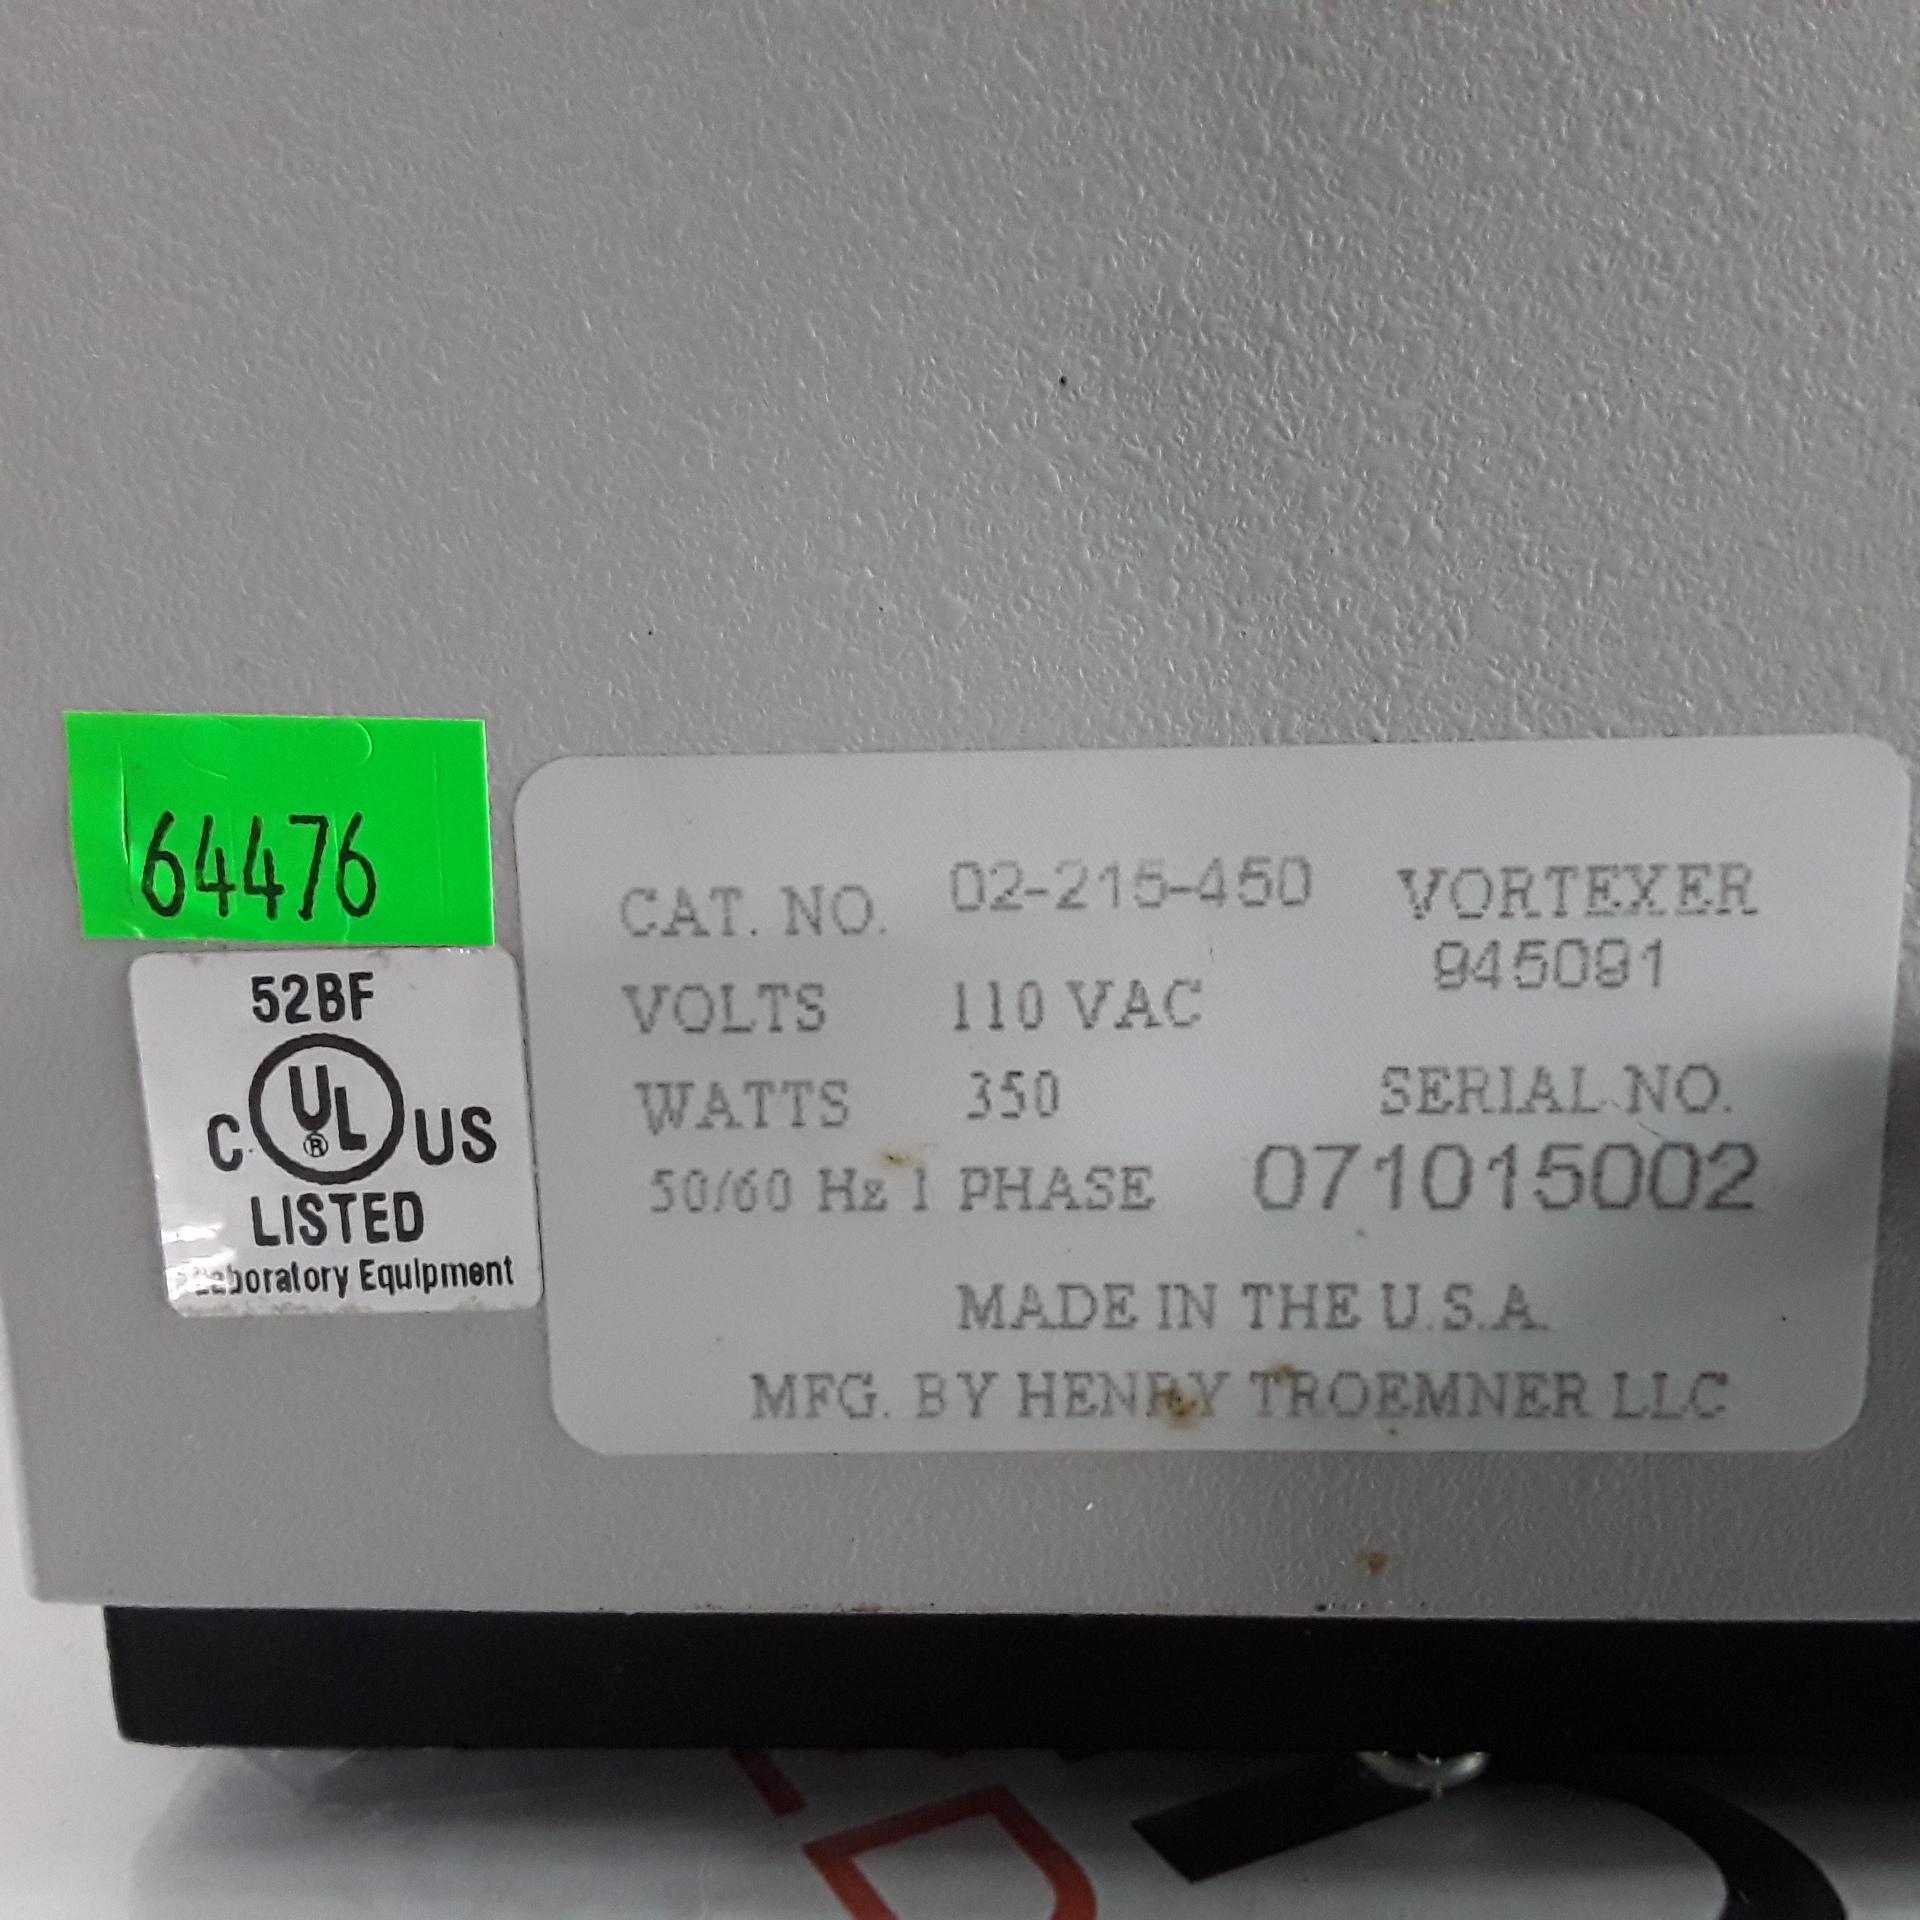 64476
52BF
C UL® US
LISTED
Laboratory Equipment
CAT. NO. 02-215-450 VORTEXER
945091
VOLTS 110 VAC
WATTS 350 SERIAL NO.
50/60 Hz 1 PHASE 071015002
MADE IN THE U.S.A.
MFG. BY HENRY TROEMNER LLC